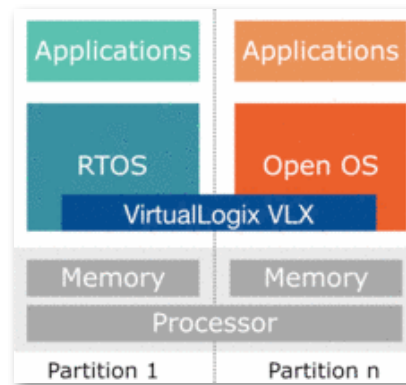 Applications Applications
RTOS Open OS
VirtualLogix VLX
Memory Memory
Processor
Partition 1 Partition n